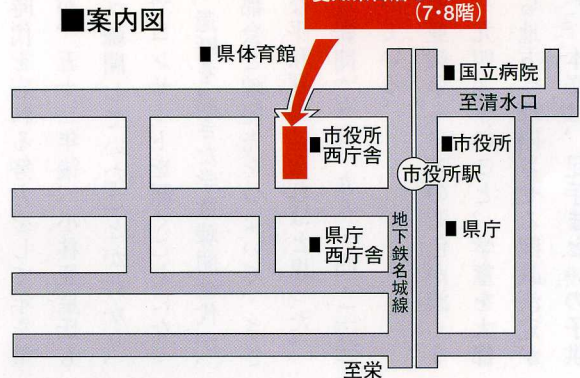 (7・8階)
■案内図
■県体育館
■国立病院
至清水口
■市役所
西庁舎
■市役所
市役所駅
地下鉄名城線
■県庁
西庁舎
■県庁
至栄